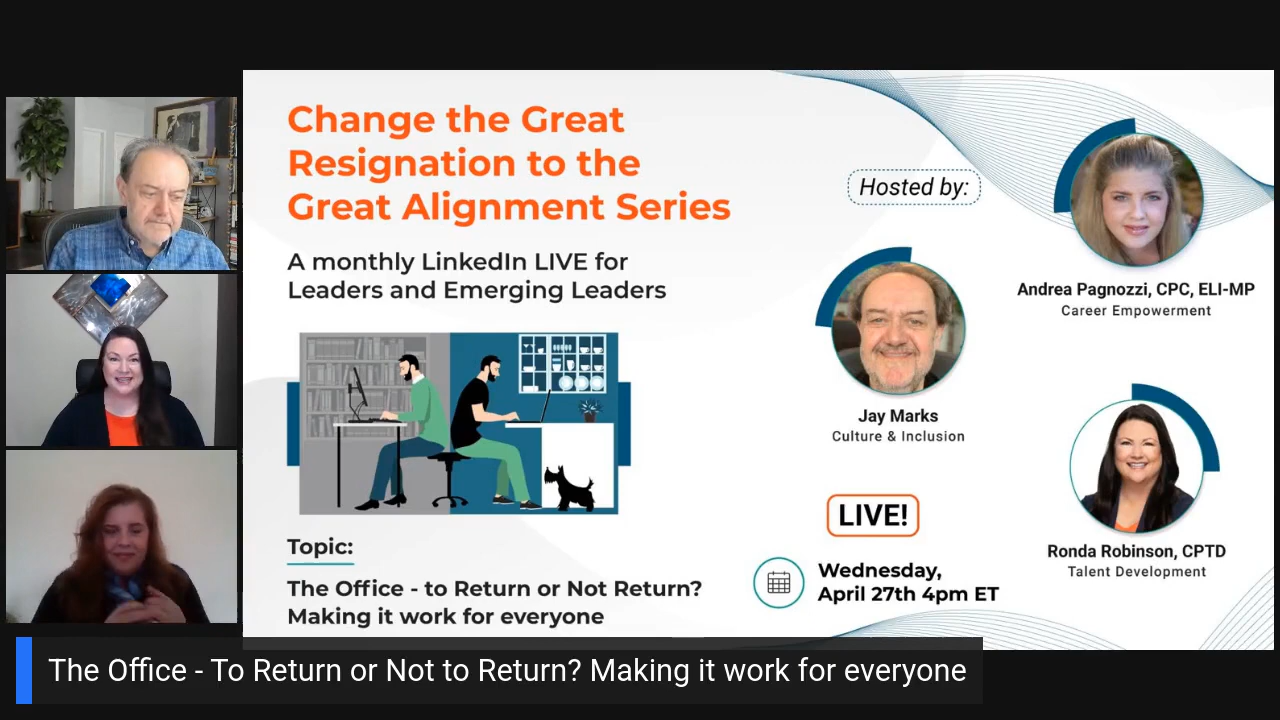 Change the Great
Resignation to the
Great Alignment Series
A monthly LinkedIn LIVE for
Leaders and Emerging Leaders
Topic:
The Office - to Return or Not Return?
Making it work for everyone
Hosted by:
Andrea Pagnozzi, CPC, ELI-MP
Career Empowerment
Jay Marks
Culture & Inclusion
Ronda Robinson, CPTD
Talent Development
LIVE!
Wednesday,
April 27th 4pm ET
The Office - To Return or Not to Return? Making it work for everyone